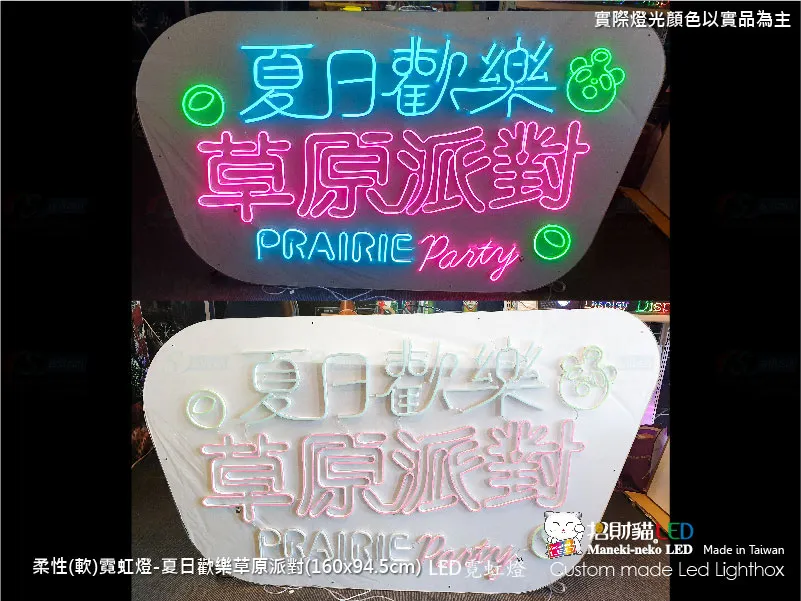 實際燈光顏色以實品為主
夏日歡樂
草原派對
PRAIRIE Party
Display Dist
夏日歡樂
草原派對
PRAIRIE Party
招財貓LED
Maneki-neko LED Made in Taiwan
柔性(軟)霓虹燈-夏日歡樂草原派對(160x94.5cm) LED霓虹燈
Custom made Led Lighthox